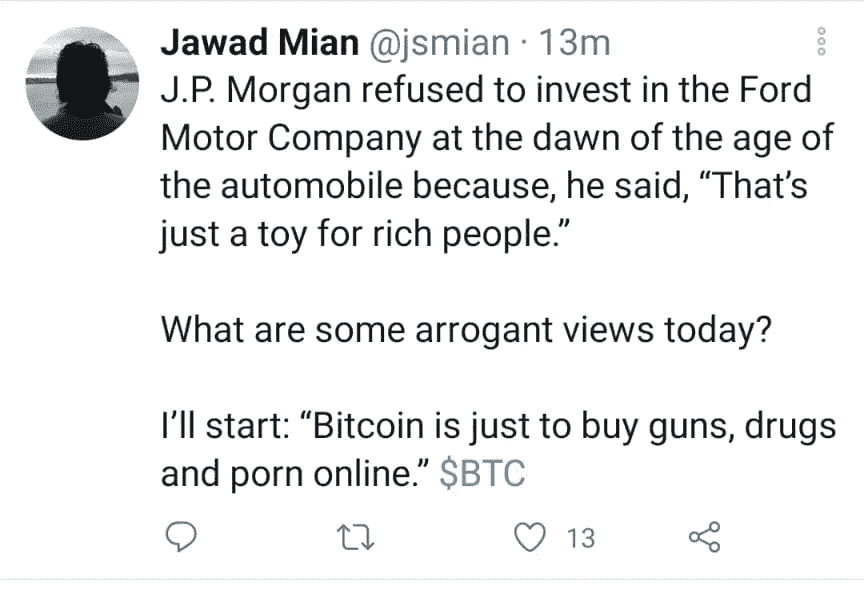 Jawad Mian @jsmian · 13m
J.P. Morgan refused to invest in the Ford
Motor Company at the dawn of the age of
the automobile because, he said, “That’s
just a toy for rich people.”
What are some arrogant views today?
I’ll start: “Bitcoin is just to buy guns, drugs
and porn online.” $BTC
13